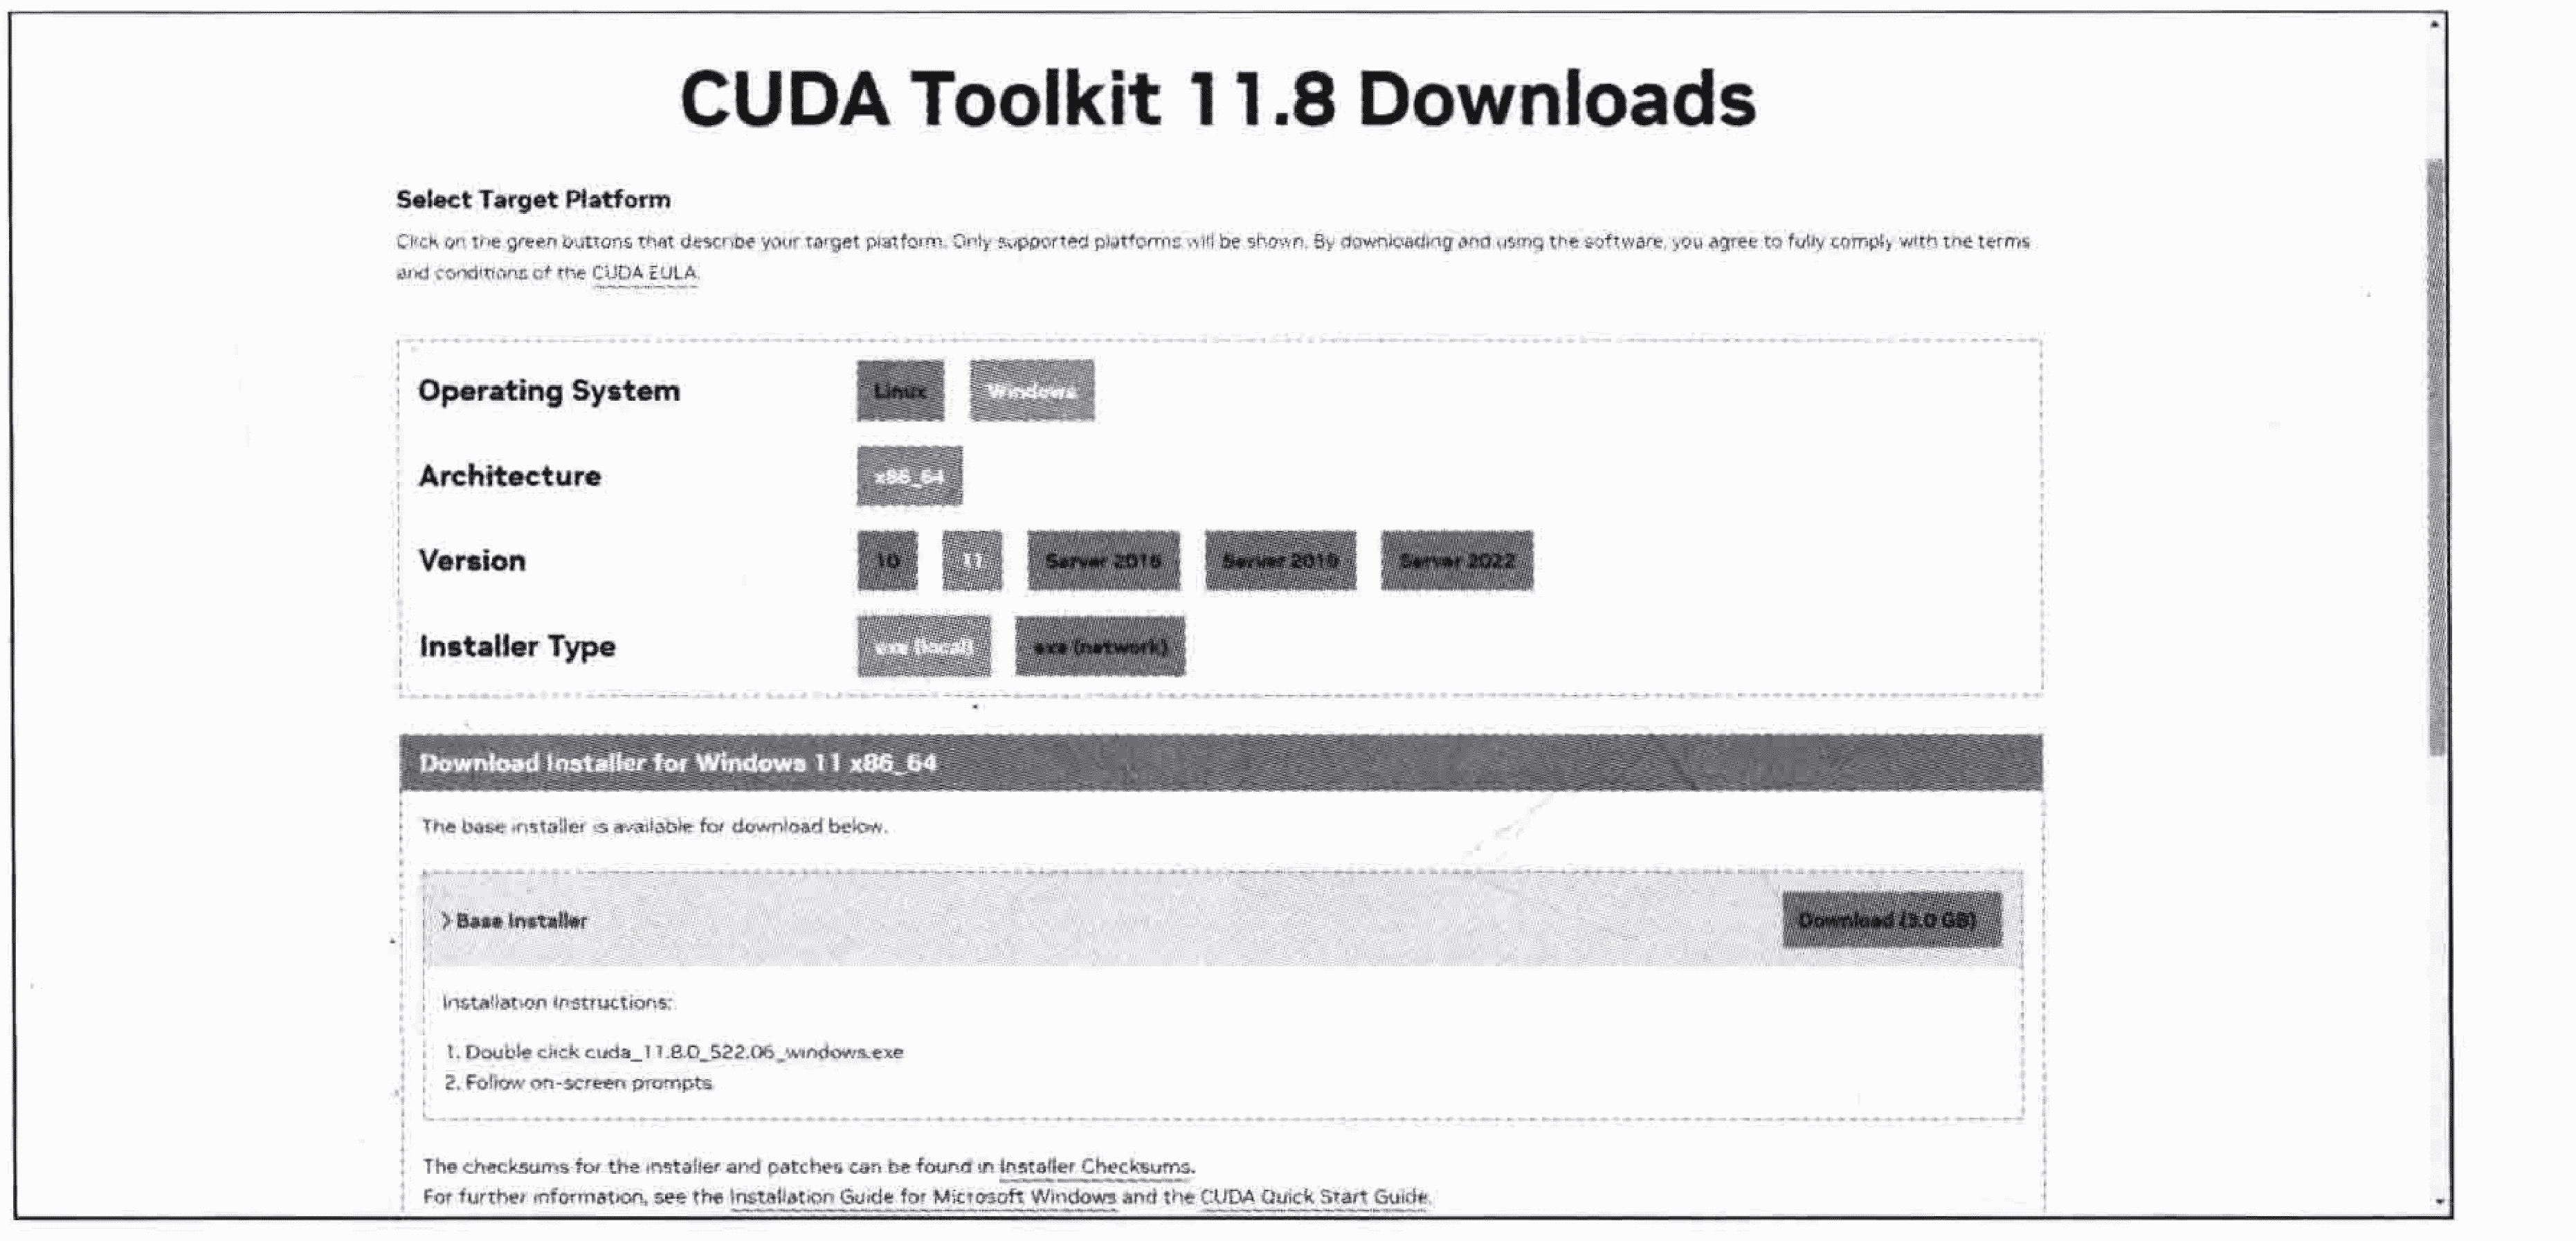 CUDA Toolkit 11.8 Downloads
Select Target Platform
Click on the green buttons that describe your target platform. Only supported platforms will be shown. By downloading and using the software, you agree to fully comply with the terms
and conditions of the CUDA EULA.
Operating System
Linux Windows
Architecture
x86_64
Version
10 11 Server 2016 Server 2019 Server 2022
Installer Type
exe (local) exe (network)
Download Installer for Windows 11 x86_64
The base installer is available for download below.
> Base Installer
Download (3.0 GB)
Installation Instructions:
1. Double click cuda_11.8.0_522.06_windows.exe
2. Follow on-screen prompts
The checksums for the installer and patches can be found in Installer Checksums.
For further information, see the Installation Guide for Microsoft Windows and the CUDA Quick Start Guide.